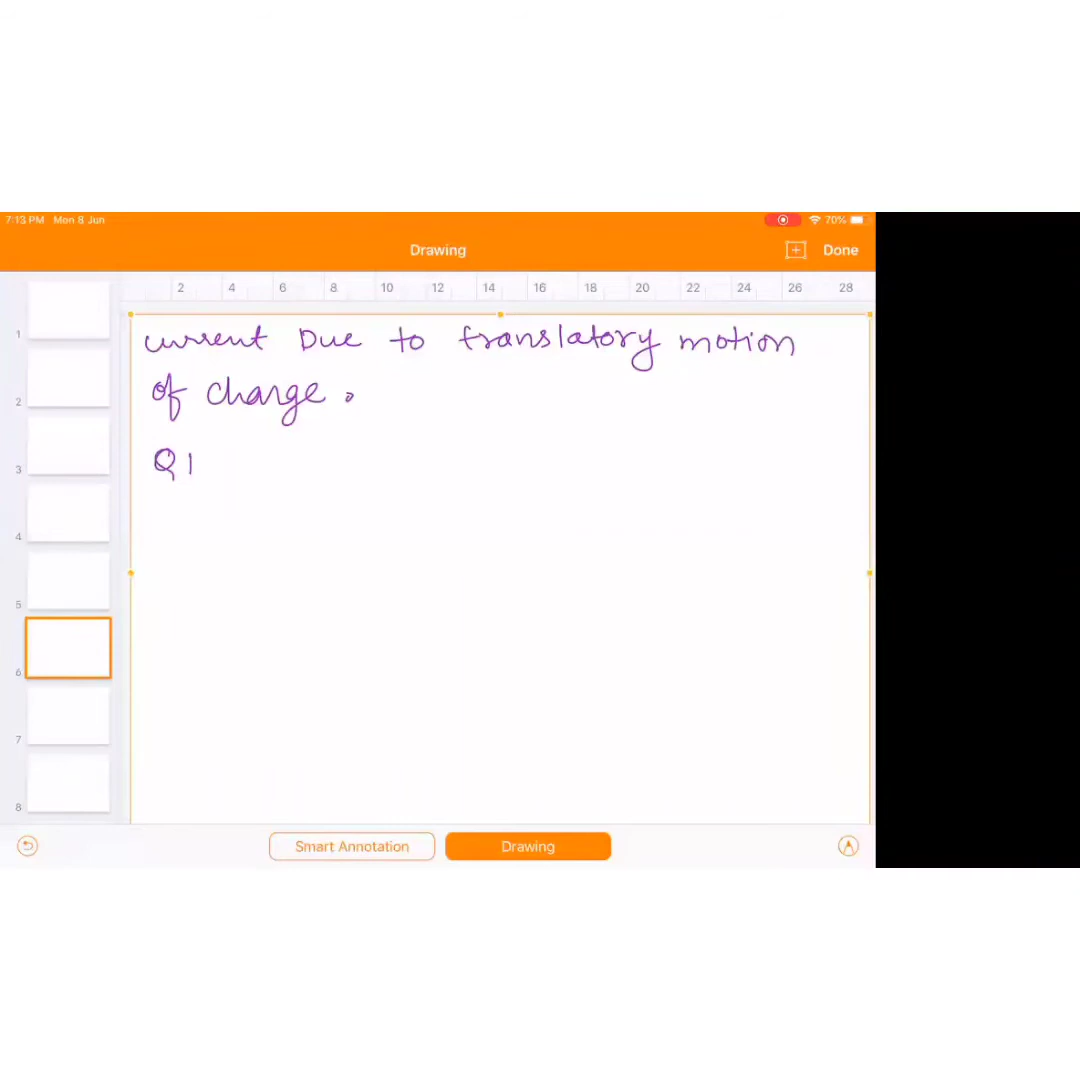 7:13 PM Mon 8 Jun 70%
Drawing Done
2 4 6 8 10 12 14 16 18 20 22 24 26 28
current Due to translatory motion
of charge.
Q1
1
2
3
4
5
6
7
8
Smart Annotation Drawing